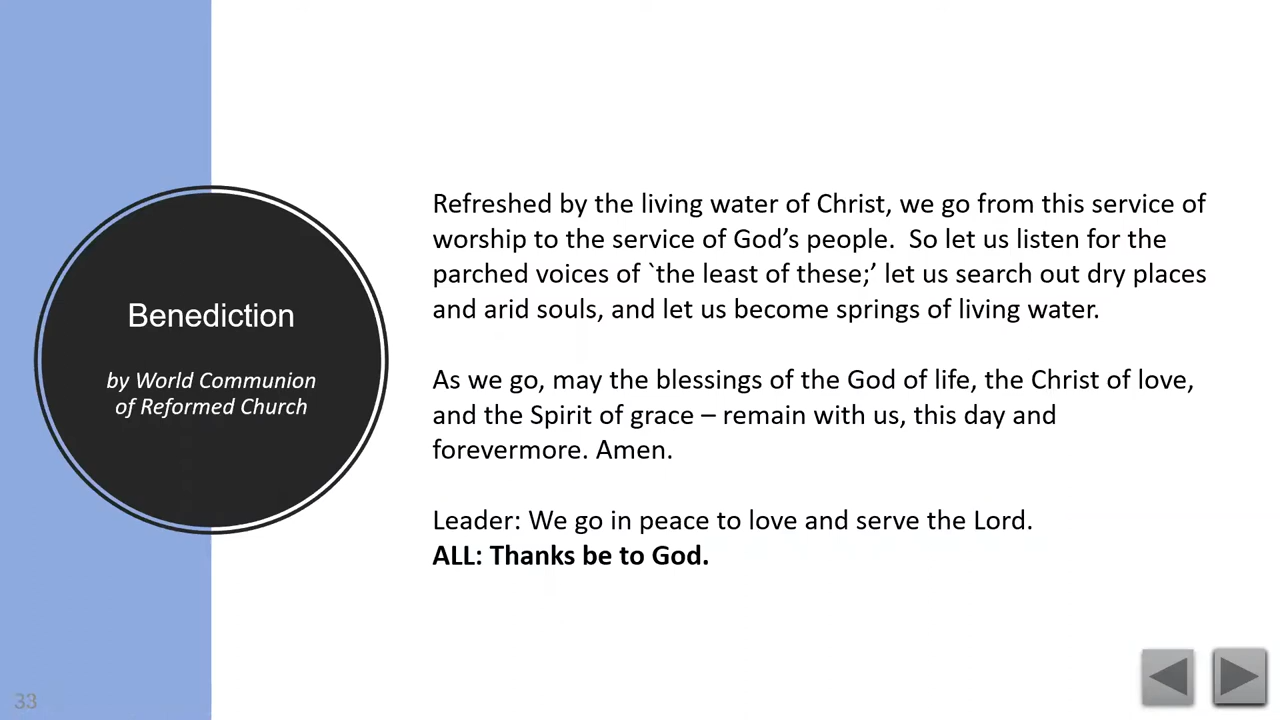 Benediction
by World Communion
of Reformed Church
Refreshed by the living water of Christ, we go from this service of
worship to the service of God’s people.  So let us listen for the
parched voices of `the least of these;’ let us search out dry places
and arid souls, and let us become springs of living water.
As we go, may the blessings of the God of life, the Christ of love,
and the Spirit of grace – remain with us, this day and
forevermore. Amen.
Leader: We go in peace to love and serve the Lord.
ALL: Thanks be to God.
33